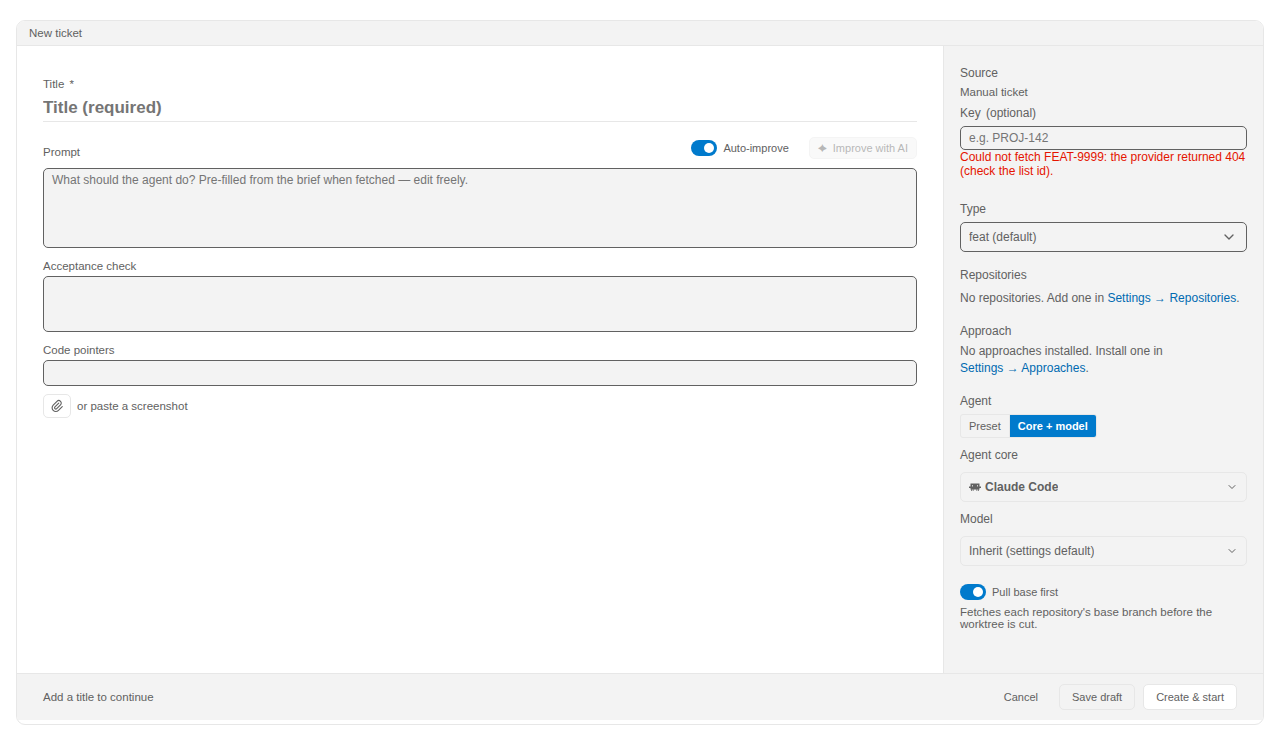 New ticket
Title *
Title (required)
Prompt
Auto-improve
Improve with AI
What should the agent do? Pre-filled from the brief when fetched — edit freely.
Acceptance check
Code pointers
or paste a screenshot
Source
Manual ticket
Key (optional)
e.g. PROJ-142
Could not fetch FEAT-9999: the provider returned 404
(check the list id).
Type
feat (default)
Repositories
No repositories. Add one in Settings → Repositories.
Approach
No approaches installed. Install one in
Settings → Approaches.
Agent
Preset
Core + model
Agent core
Claude Code
Model
Inherit (settings default)
Pull base first
Fetches each repository's base branch before the
worktree is cut.
Add a title to continue
Cancel
Save draft
Create & start